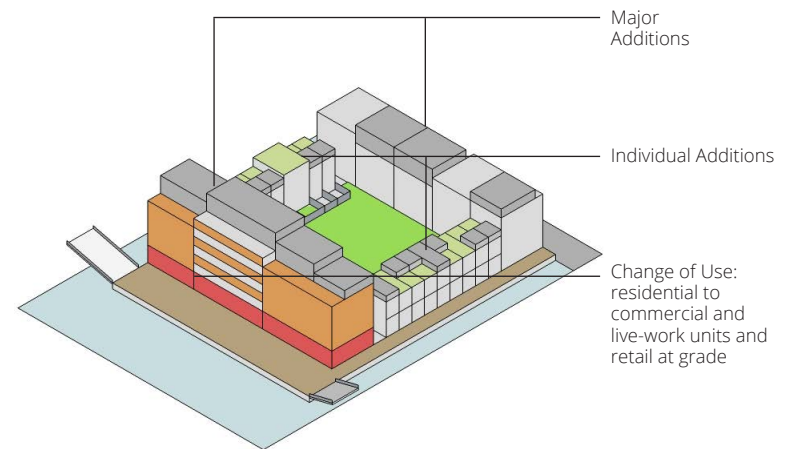 Major
Additions
Individual Additions
Change of Use:
residential to
commercial and
live-work units and
retail at grade